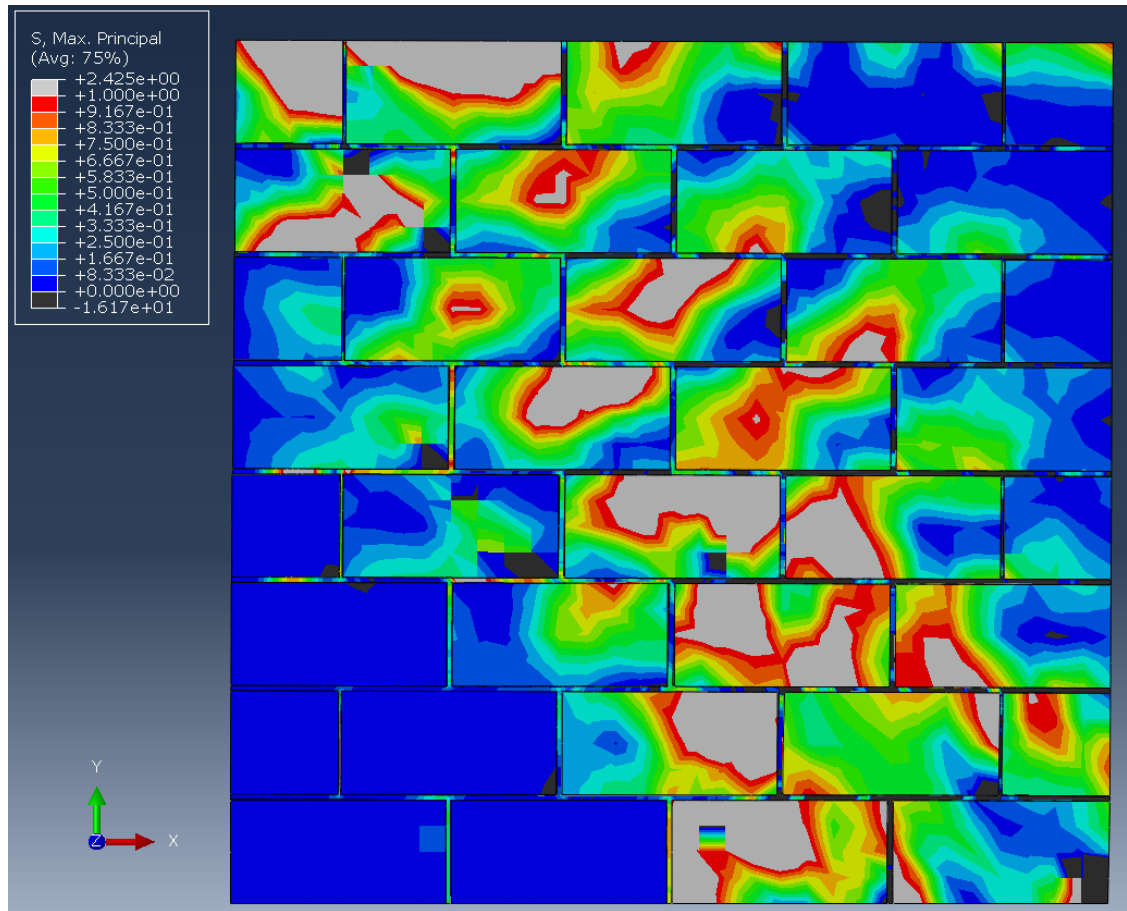 S, Max. Principal
(Avg: 75%)
+2.425e+00
+1.000e+00
+9.167e-01
+8.333e-01
+7.500e-01
+6.667e-01
+5.833e-01
+5.000e-01
+4.167e-01
+3.333e-01
+2.500e-01
+1.667e-01
+8.333e-02
+0.000e+00
-1.617e+01
Y
Z
X